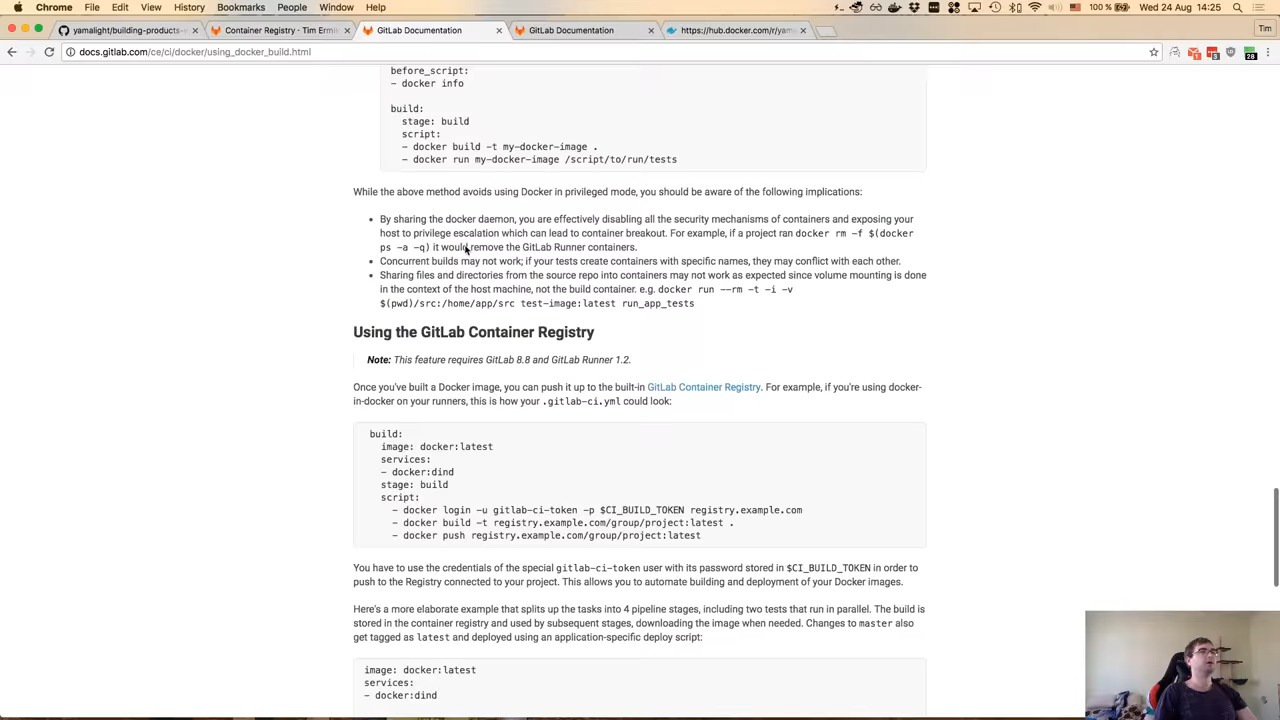 Chrome File Edit View History Bookmarks People Window Help 100 % Wed 24 Aug 14:25
yamalight/building-products-w
Container Registry · Tim Ermil
GitLab Documentation
GitLab Documentation
https://hub.docker.com/r/yama
Tim
docs.gitlab.com/ce/ci/docker/using_docker_build.html
before_script:
- docker info
build:
stage: build
script:
- docker build -t my-docker-image .
- docker run my-docker-image /script/to/run/tests
While the above method avoids using Docker in privileged mode, you should be aware of the following implications:
• By sharing the docker daemon, you are effectively disabling all the security mechanisms of containers and exposing your
host to privilege escalation which can lead to container breakout. For example, if a project ran docker rm -f $(docker
ps -a -q) it would remove the GitLab Runner containers.
• Concurrent builds may not work; if your tests create containers with specific names, they may conflict with each other.
• Sharing files and directories from the source repo into containers may not work as expected since volume mounting is done
in the context of the host machine, not the build container. e.g. docker run --rm -t -i -v
$(pwd)/src:/home/app/src test-image:latest run_app_tests
Using the GitLab Container Registry
Note: This feature requires GitLab 8.8 and GitLab Runner 1.2.
Once you've built a Docker image, you can push it up to the built-in GitLab Container Registry. For example, if you're using docker-
in-docker on your runners, this is how your .gitlab-ci.yml could look:
build:
image: docker:latest
services:
- docker:dind
stage: build
script:
- docker login -u gitlab-ci-token -p $CI_BUILD_TOKEN registry.example.com
- docker build -t registry.example.com/group/project:latest .
- docker push registry.example.com/group/project:latest
You have to use the credentials of the special gitlab-ci-token user with its password stored in $CI_BUILD_TOKEN in order to
push to the Registry connected to your project. This allows you to automate building and deployment of your Docker images.
Here's a more elaborate example that splits up the tasks into 4 pipeline stages, including two tests that run in parallel. The build is
stored in the container registry and used by subsequent stages, downloading the image when needed. Changes to master also
get tagged as latest and deployed using an application-specific deploy script:
image: docker:latest
services:
- docker:dind